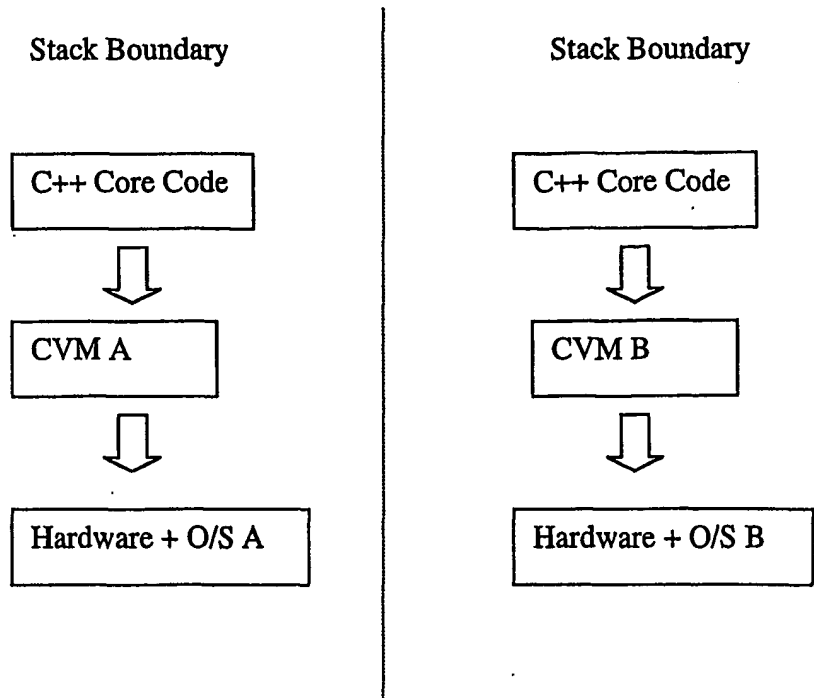 Stack Boundary
C++ Core Code
CVM A
Hardware + O/S A
Stack Boundary
C++ Core Code
CVM B
Hardware + O/S B